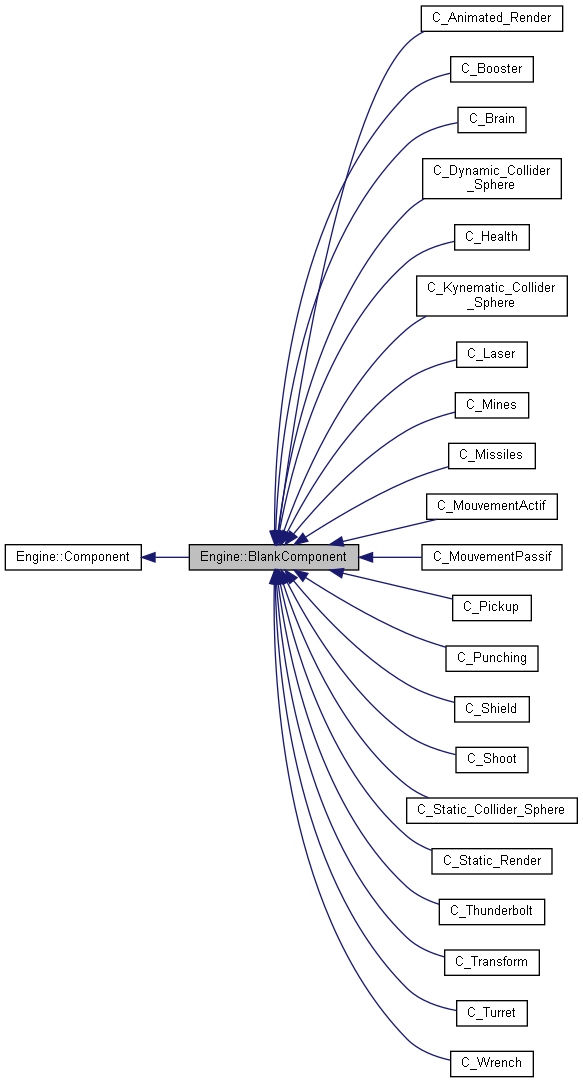 C_Animated_Render
C_Booster
C_Brain
C_Dynamic_Collider
_Sphere
C_Health
C_Kynematic_Collider
_Sphere
C_Laser
C_Mines
C_Missiles
C_MouvementActif
Engine::Component
Engine::BlankComponent
C_MouvementPassif
C_Pickup
C_Punching
C_Shield
C_Shoot
C_Static_Collider_Sphere
C_Static_Render
C_Thunderbolt
C_Transform
C_Turret
C_Wrench